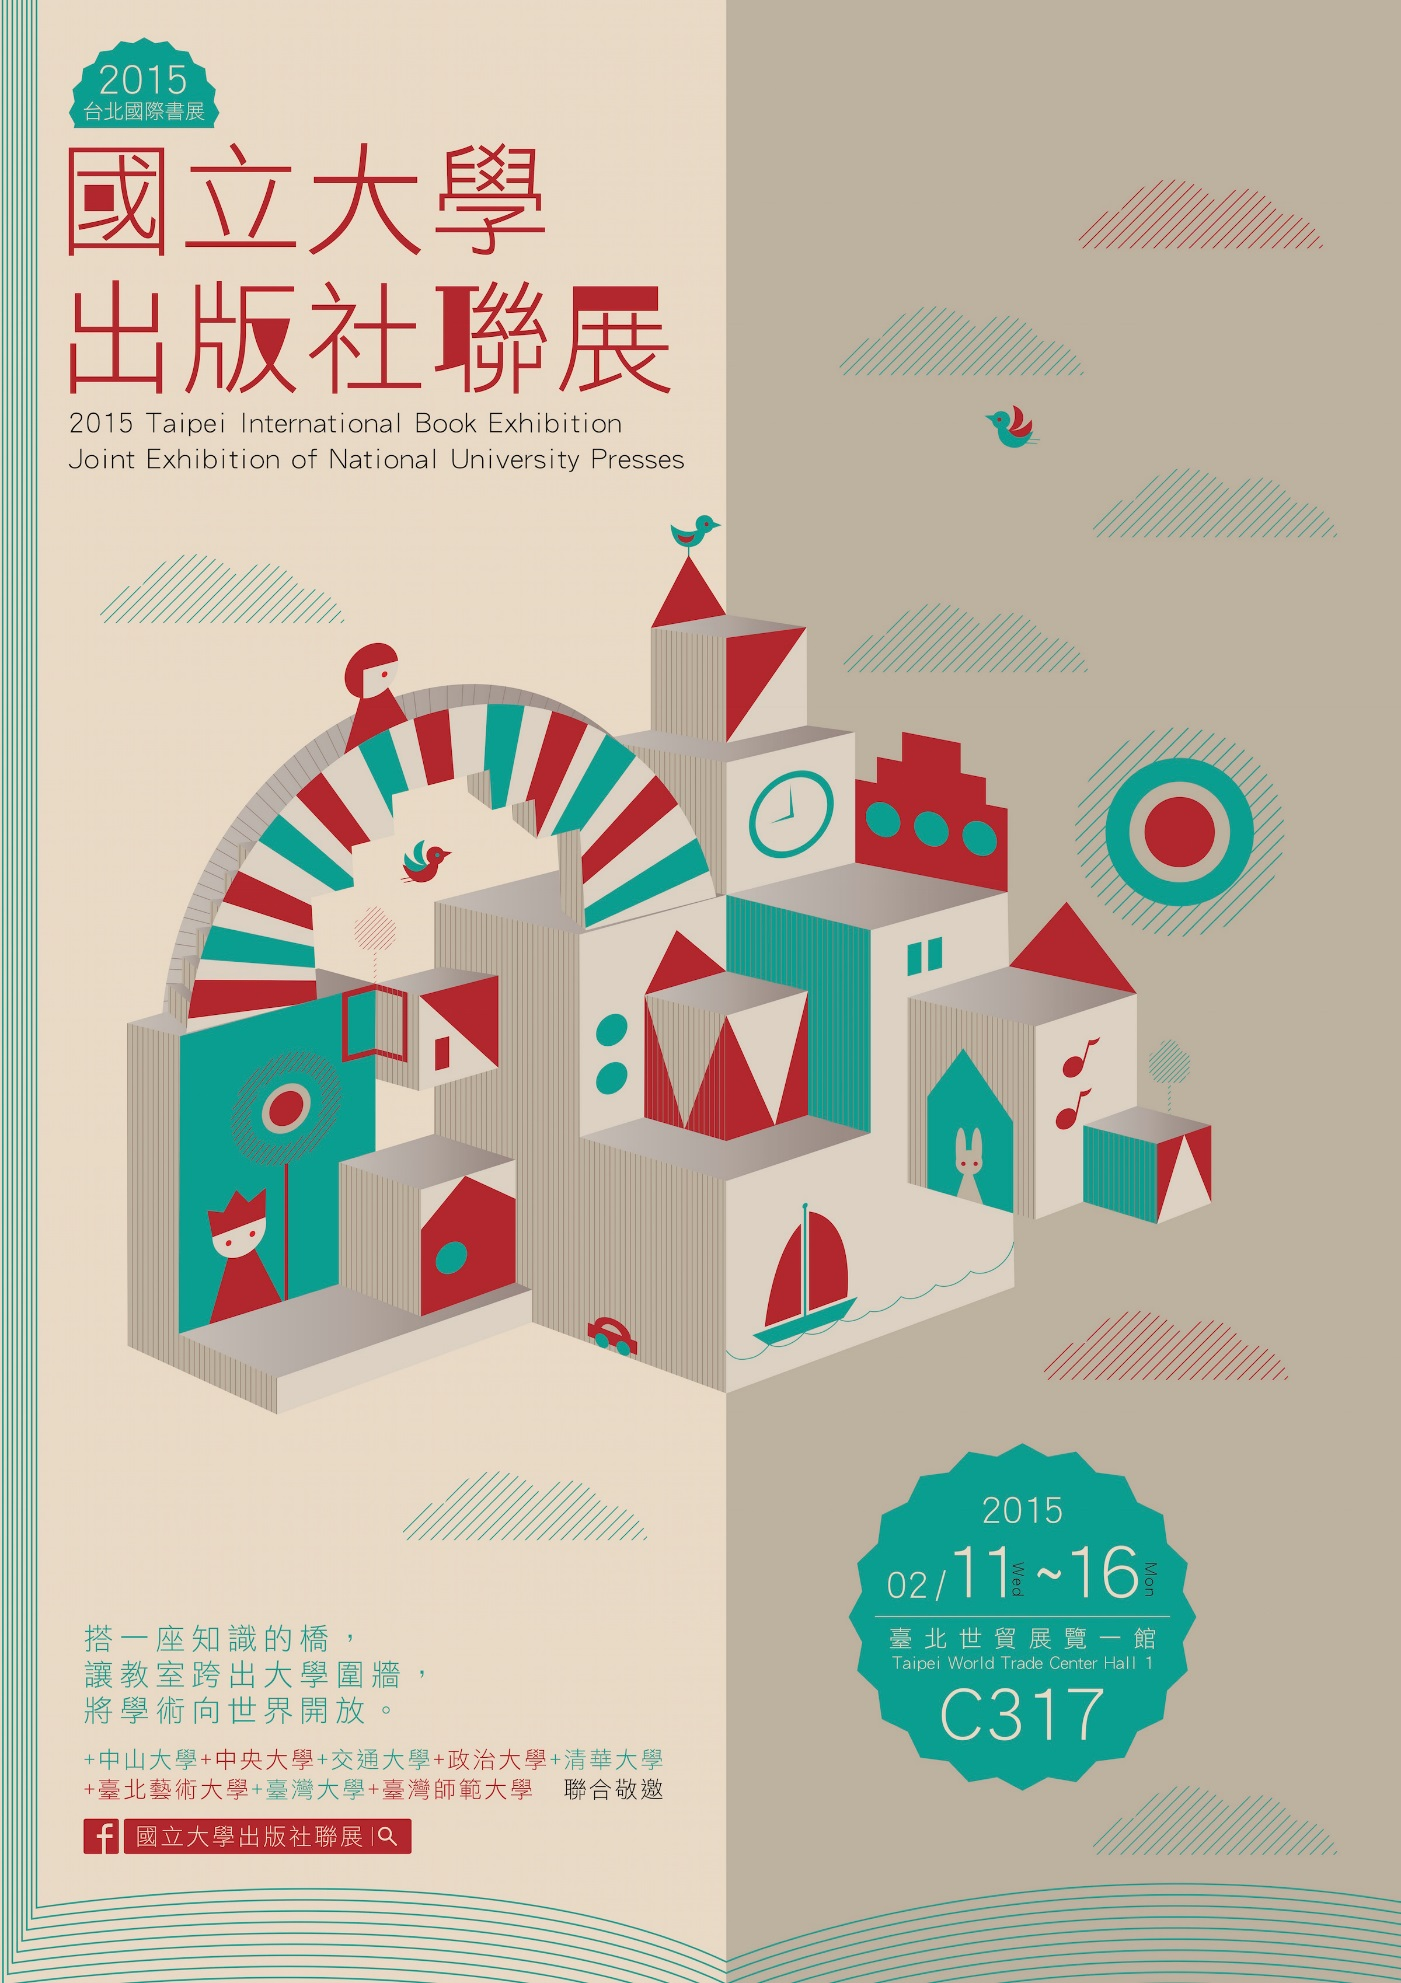 2015
台北國際書展
國立大學
出版社聯展
2015 Taipei International Book Exhibition
Joint Exhibition of National University Presses
搭一座知識的橋，
讓教室跨出大學圍牆，
將學術向世界開放。
+中山大學+中央大學+交通大學+政治大學+清華大學
+臺北藝術大學+臺灣大學+臺灣師範大學 聯合敬邀
f 國立大學出版社聯展
2015
02/11 Wed ~16 Mon
臺北世貿展覽一館
Taipei World Trade Center Hall 1
C317